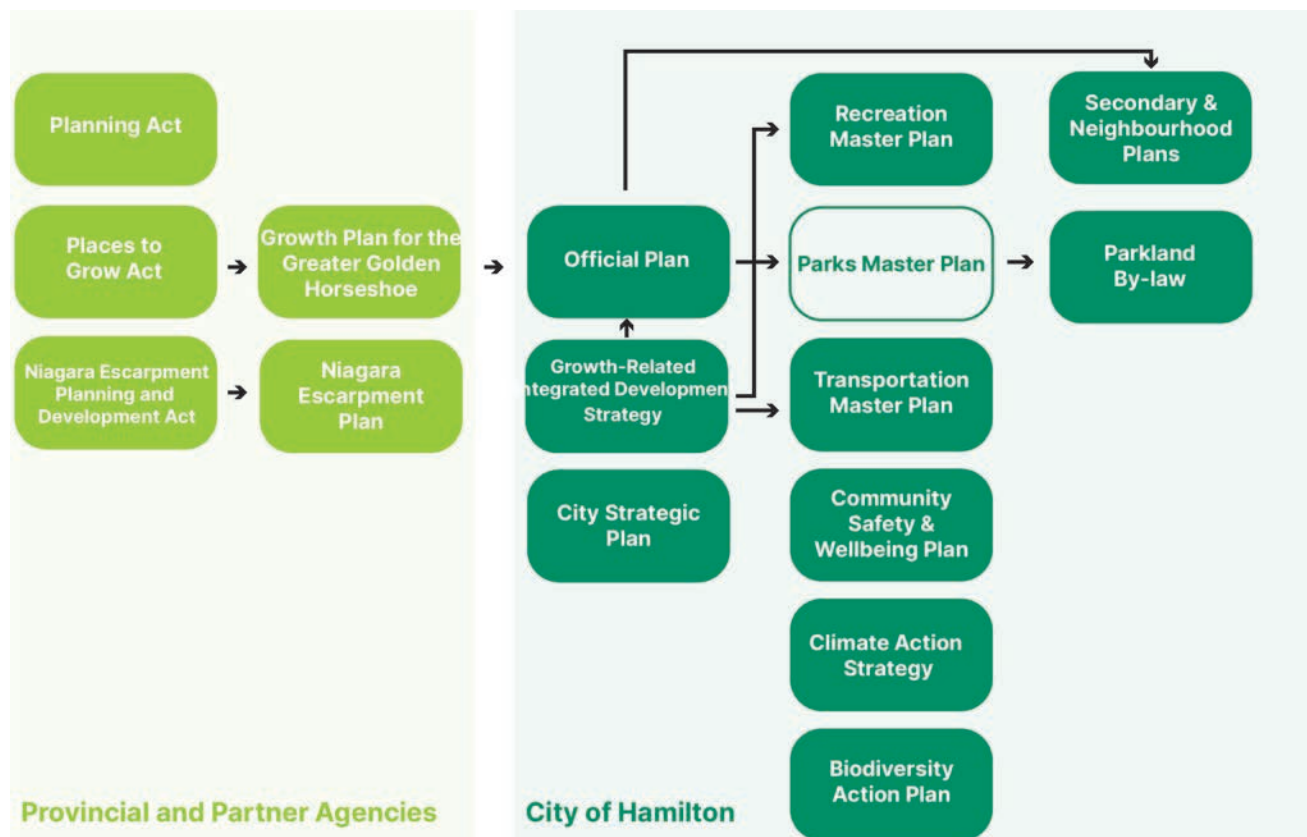 Planning Act
Places to
Grow Act
Niagara Escarpment
Planning and
Development Act
Growth Plan for the
Greater Golden
Horseshoe
Niagara
Escarpment
Plan
Provincial and Partner Agencies
Official Plan
Growth-Related
ntegrated Development
Strategy
City Strategic
Plan
Recreation
Master Plan
Parks Master Plan
Transportation
Master Plan
Community
Safety &
Wellbeing Plan
Climate Action
Strategy
Biodiversity
Action Plan
Secondary &
Neighbourhood
Plans
Parkland
By-law
City of Hamilton